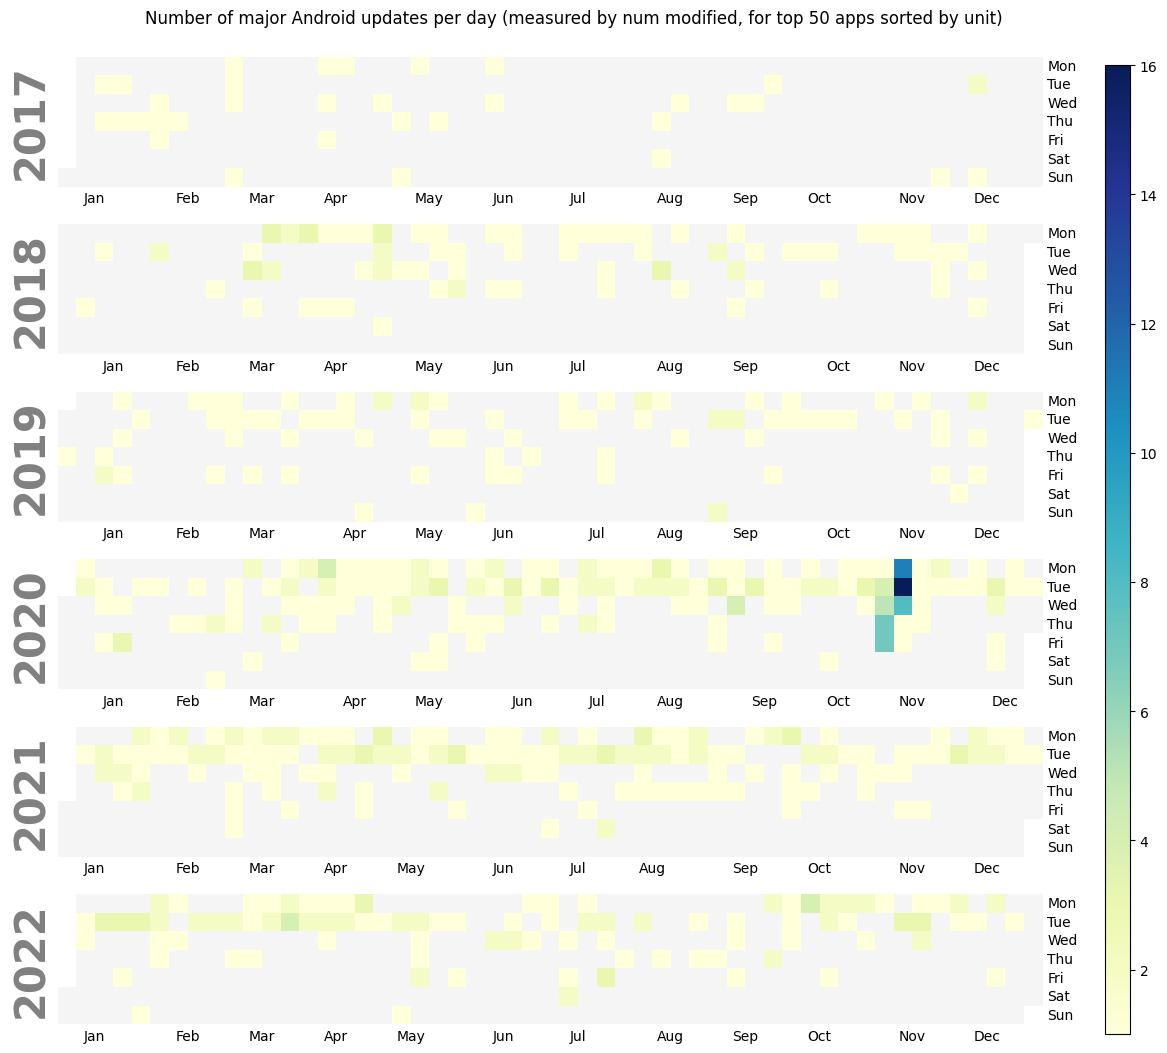 Number of major Android updates per day (measured by num modified, for top 50 apps sorted by unit)
2017
Mon
Tue
Wed
Thu
Fri
Sat
Sun
Jan Feb Mar Apr May Jun Jul Aug Sep Oct Nov Dec
2018
Mon
Tue
Wed
Thu
Fri
Sat
Sun
Jan Feb Mar Apr May Jun Jul Aug Sep Oct Nov Dec
2019
Mon
Tue
Wed
Thu
Fri
Sat
Sun
Jan Feb Mar Apr May Jun Jul Aug Sep Oct Nov Dec
2020
Mon
Tue
Wed
Thu
Fri
Sat
Sun
Jan Feb Mar Apr May Jun Jul Aug Sep Oct Nov Dec
2021
Mon
Tue
Wed
Thu
Fri
Sat
Sun
Jan Feb Mar Apr May Jun Jul Aug Sep Oct Nov Dec
2022
Mon
Tue
Wed
Thu
Fri
Sat
Sun
Jan Feb Mar Apr May Jun Jul Aug Sep Oct Nov Dec
16
14
12
10
8
6
4
2